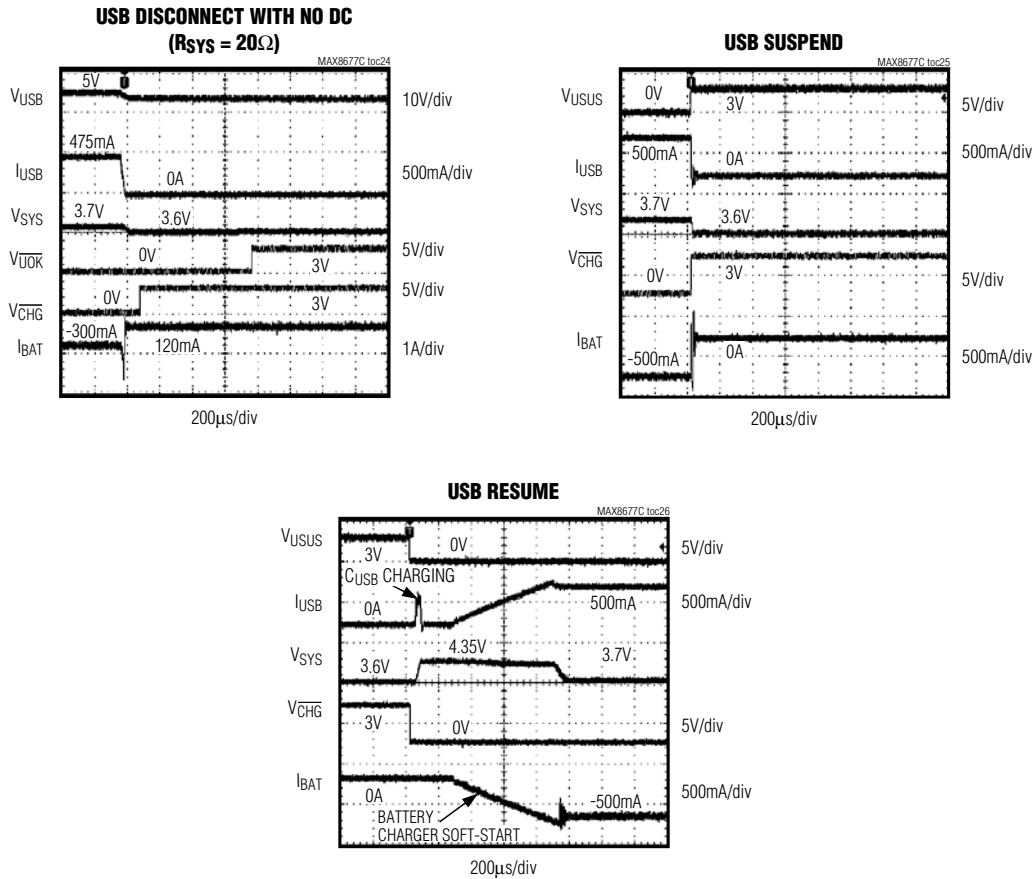 USB DISCONNECT WITH NO DC
(RSYS = 20Ω)
MAX8677C toc24
VUSB
5V
10V/div
475mA
IUSB
0A
500mA/div
VSYS
3.7V
3.6V
VUOK
0V
3V
5V/div
VCHG
0V
3V
5V/div
-300mA
IBAT
120mA
1A/div
200μs/div
USB SUSPEND
MAX8677C toc25
VUSUS
0V
3V
5V/div
500mA
IUSB
0A
500mA/div
VSYS
3.7V
3.6V
VCHG
0V
3V
5V/div
IBAT
-500mA
0A
500mA/div
200μs/div
USB RESUME
MAX8677C toc26
VUSUS
3V
0V
5V/div
CUSB CHARGING
IUSB
0A
500mA
500mA/div
VSYS
3.6V
4.35V
3.7V
VCHG
3V
0V
5V/div
IBAT
0A
-500mA
500mA/div
BATTERY
CHARGER SOFT-START
200μs/div